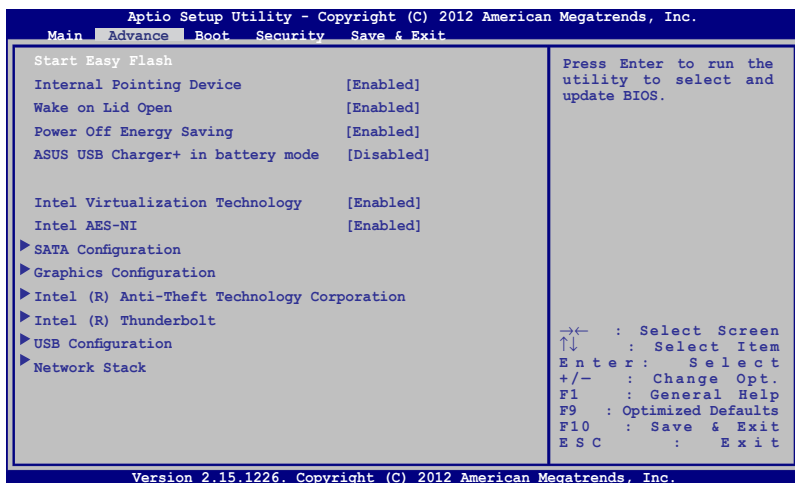 Aptio Setup Utility - Copyright (C) 2012 American Megatrends, Inc.
Main Advance Boot Security Save & Exit
Start Easy Flash
Internal Pointing Device [Enabled]
Wake on Lid Open [Enabled]
Power Off Energy Saving [Enabled]
ASUS USB Charger+ in battery mode [Disabled]
Intel Virtualization Technology [Enabled]
Intel AES-NI [Enabled]
SATA Configuration
Graphics Configuration
Intel (R) Anti-Theft Technology Corporation
Intel (R) Thunderbolt
USB Configuration
Network Stack
Press Enter to run the
utility to select and
update BIOS.
→← : Select Screen
↑↓ : Select Item
Enter: Select
+/— : Change Opt.
F1 : General Help
F9 : Optimized Defaults
F10 : Save & Exit
ESC : Exit
Version 2.15.1226. Copyright (C) 2012 American Megatrends, Inc.